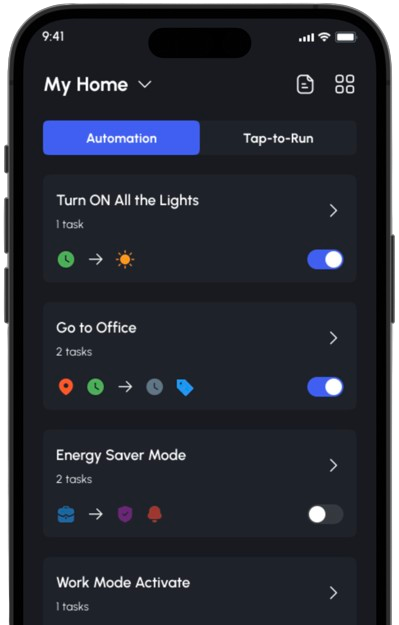 9:41
My Home
Automation Tap-to-Run
Turn ON All the Lights
1 task
Go to Office
2 tasks
Energy Saver Mode
2 tasks
Work Mode Activate
1 tasks